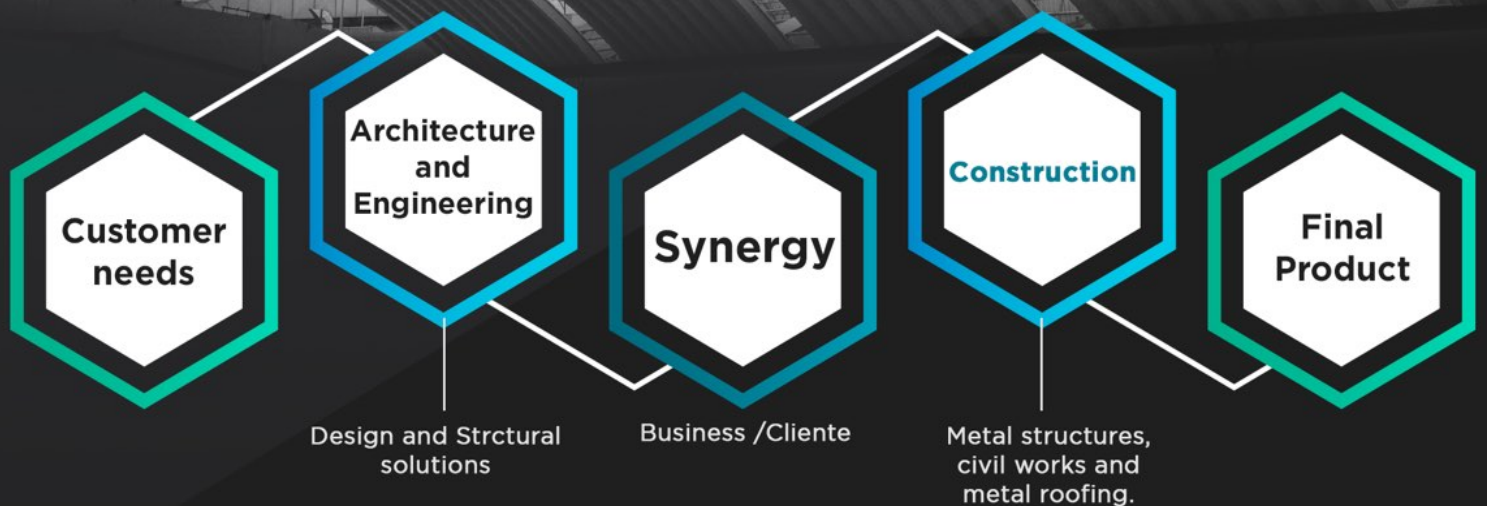 Customer
needs
Architecture
and
Engineering
Design and Strctural
solutions
Synergy
Business /Cliente
Construction
Metal structures,
civil works and
metal roofing.
Final
Product